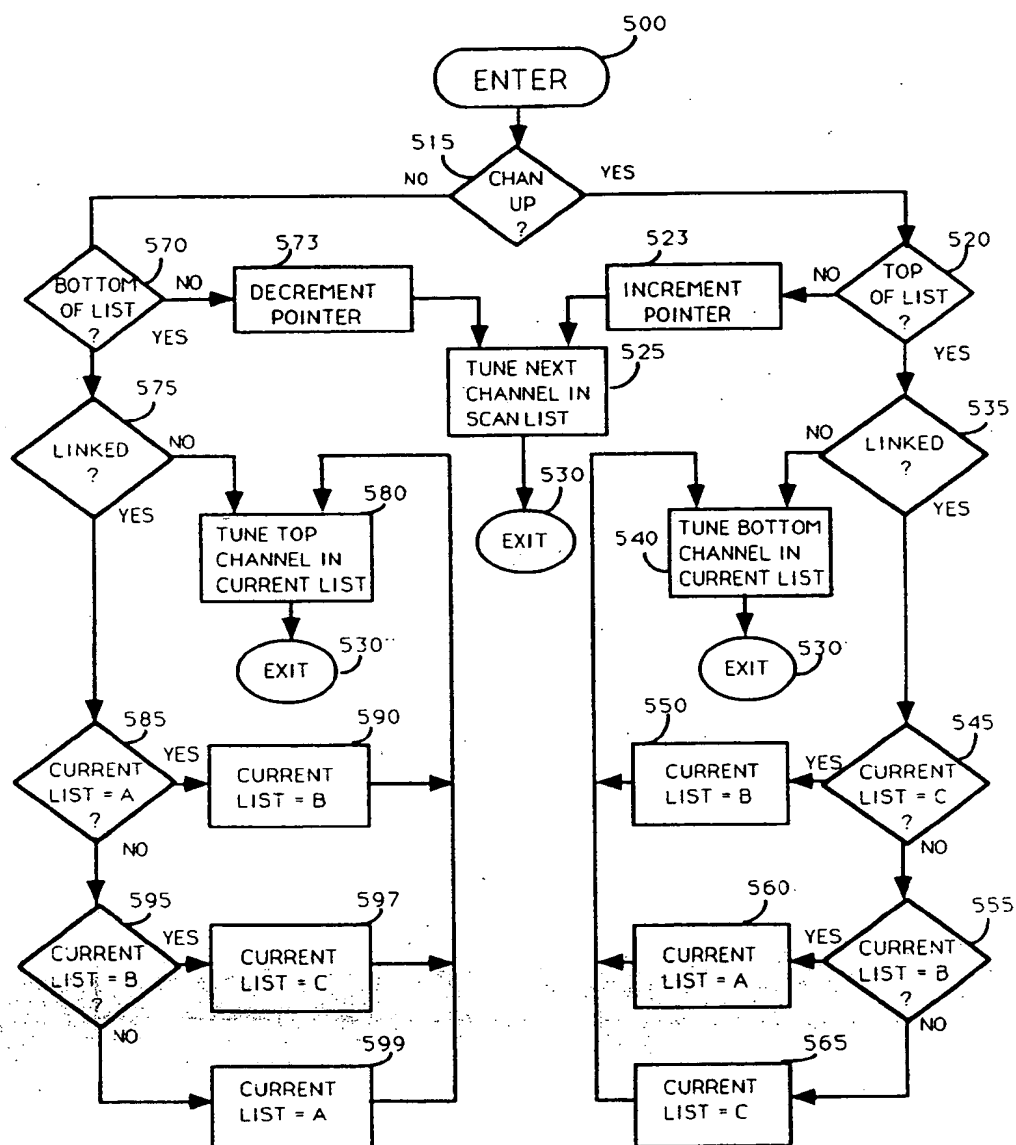 500
ENTER
515
NO
CHAN
UP
?
YES
570
BOTTOM
OF LIST
?
NO
YES
573
DECREMENT
POINTER
523
INCREMENT
POINTER
520
TOP
OF LIST
?
NO
YES
TUNE NEXT
CHANNEL IN
SCAN LIST
525
530
EXIT
575
LINKED
?
NO
YES
580
TUNE TOP
CHANNEL IN
CURRENT LIST
530
EXIT
535
LINKED
?
NO
YES
540
TUNE BOTTOM
CHANNEL IN
CURRENT LIST
530
EXIT
585
CURRENT
LIST = A
?
YES
NO
590
CURRENT
LIST = B
550
CURRENT
LIST = B
545
YES
CURRENT
LIST = C
?
NO
595
CURRENT
LIST = B
?
YES
NO
597
CURRENT
LIST = C
560
CURRENT
LIST = A
555
YES
CURRENT
LIST = B
?
NO
599
CURRENT
LIST = A
565
CURRENT
LIST = C